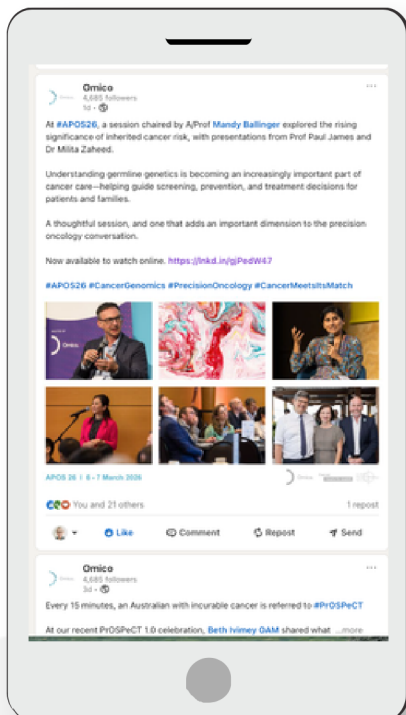 Omico
4,685 followers
1d •
At #APOS26, a session chaired by A/Prof Mandy Ballinger explored the rising
significance of inherited cancer risk, with presentations from Prof Paul James and
Dr Milita Zaheed.
Understanding germline genetics is becoming an increasingly important part of
cancer care—helping guide screening, prevention, and treatment decisions for
patients and families.
A thoughtful session, and one that adds an important dimension to the precision
oncology conversation.
Now available to watch online. https://lnkd.in/gjPedW47
#APOS26 #CancerGenomics #PrecisionOncology #CancerMeetsItsMatch
Omico
APOS 26 | 6 - 7 March 2026
Omico
You and 21 others
1 repost
Like
Comment
Repost
Send
Omico
4,685 followers
3d •
Every 15 minutes, an Australian with incurable cancer is referred to #PrOSPeCT
At our recent PrOSPeCT 1.0 celebration, Beth Ivimey OAM shared what ...more